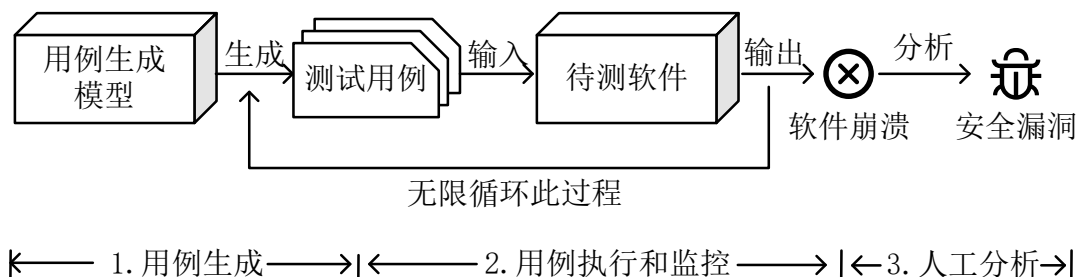 用例生成
模型
生成
测试用例
输入
待测软件
输出
分析
软件崩溃
安全漏洞
无限循环此过程
1.用例生成
2.用例执行和监控
3.人工分析